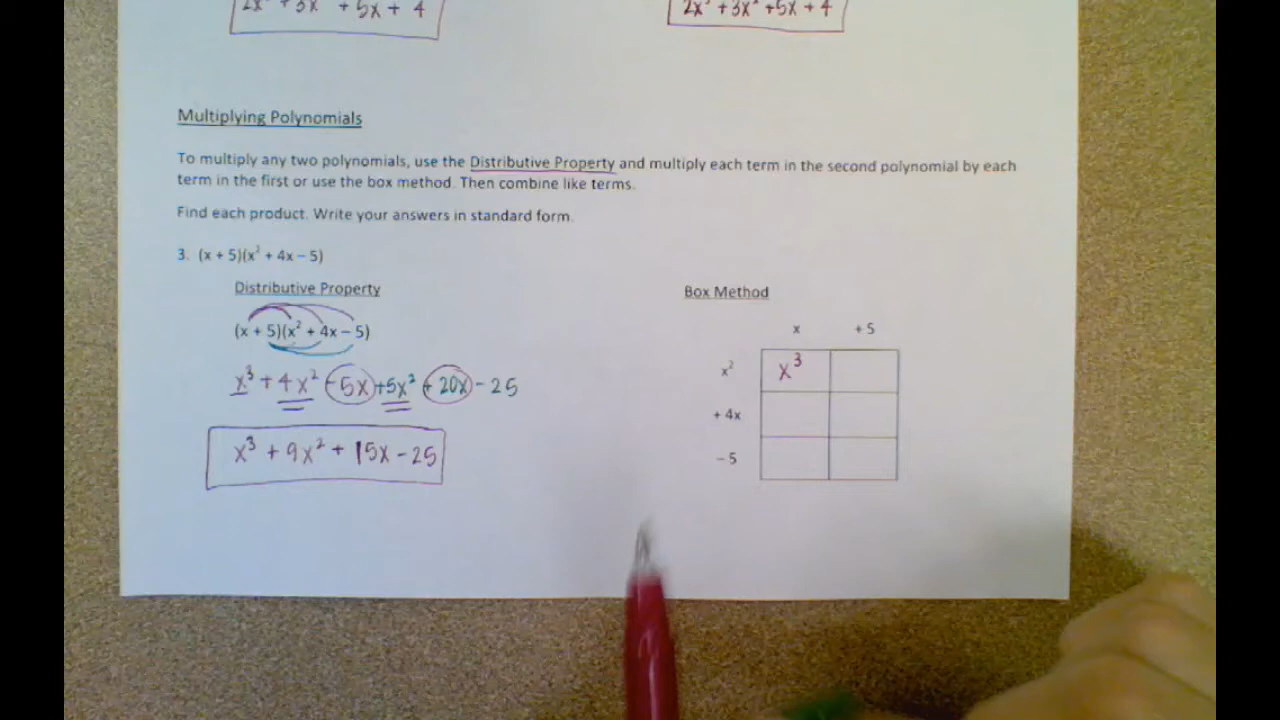 2x³ + 3x² + 5x + 4
2x³ + 3x² + 5x + 4
Multiplying Polynomials
To multiply any two polynomials, use the Distributive Property and multiply each term in the second polynomial by each
term in the first or use the box method. Then combine like terms.
Find each product. Write your answers in standard form.
3. (x + 5)(x² + 4x – 5)
Distributive Property
(x + 5)(x² + 4x – 5)
x³ + 4x² - 5x + 5x² + 20x - 25
x³ + 9x² + 15x - 25
Box Method
x +5
x² x³
+ 4x
– 5